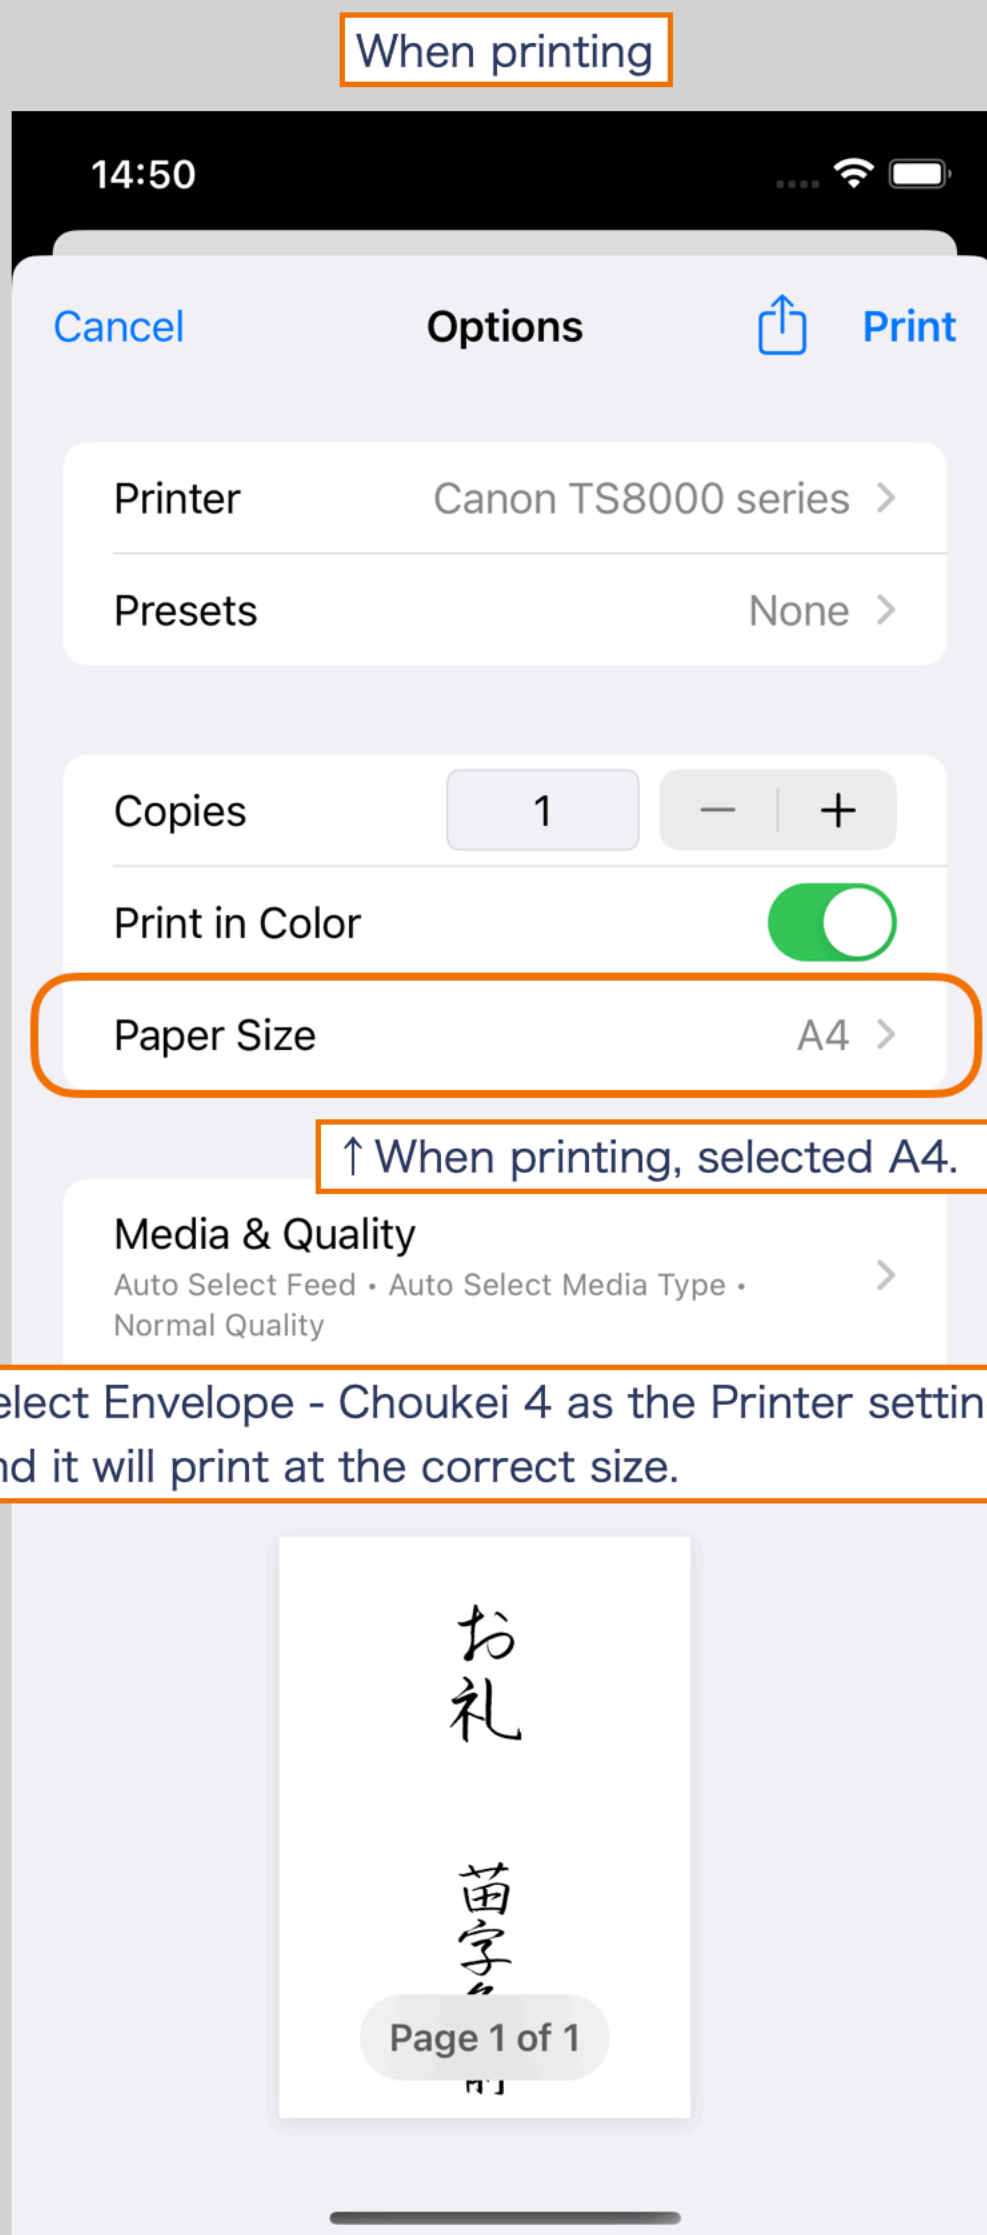 When printing
14:50
Cancel Options Print
Printer Canon TS8000 series
Presets None
Copies 1
Print in Color
Paper Size A4
↑When printing, selected A4.
Media & Quality
Auto Select Feed • Auto Select Media Type •
Normal Quality
Envelope - Choukei 4 as the Printer
it will print at the correct size.
お礼
苗字
Page 1 of 1